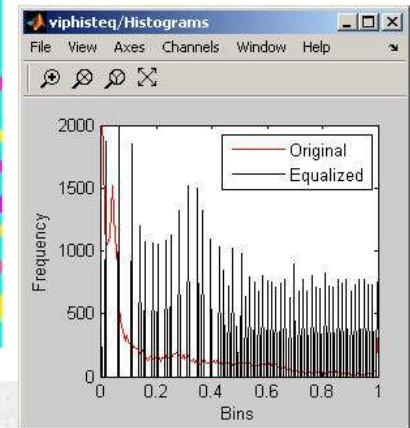 viphisteq/Histograms
File View Axes Channels Window Help
2000
1500
1000
500
0
Frequency
Original
Equalized
0 0.2 0.4 0.6 0.8 1
Bins